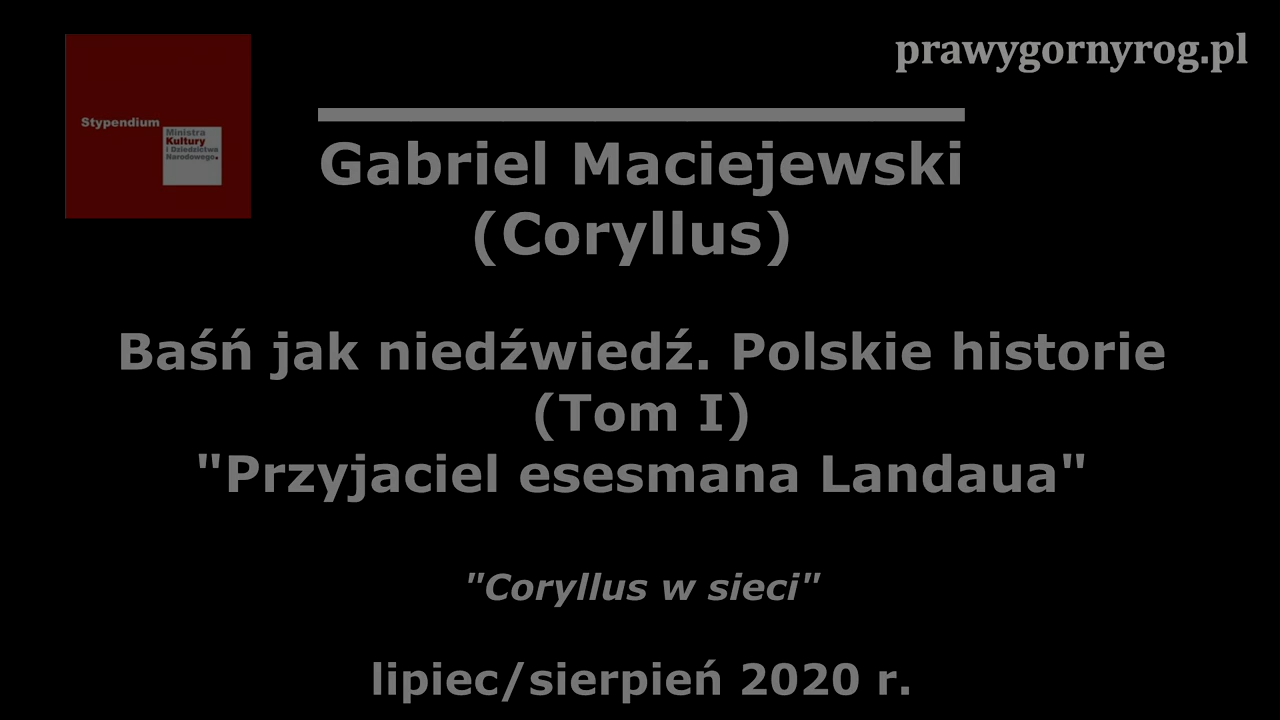 prawygornyrog.pl
Stypendium
Ministra
Kultury
i Dziedzictwa
Narodowego.
Gabriel Maciejewski
(Coryllus)
Baśń jak niedźwiedź. Polskie historie
(Tom I)
"Przyjaciel esesmana Landaua"
"Coryllus w sieci"
lipiec/sierpień 2020 r.